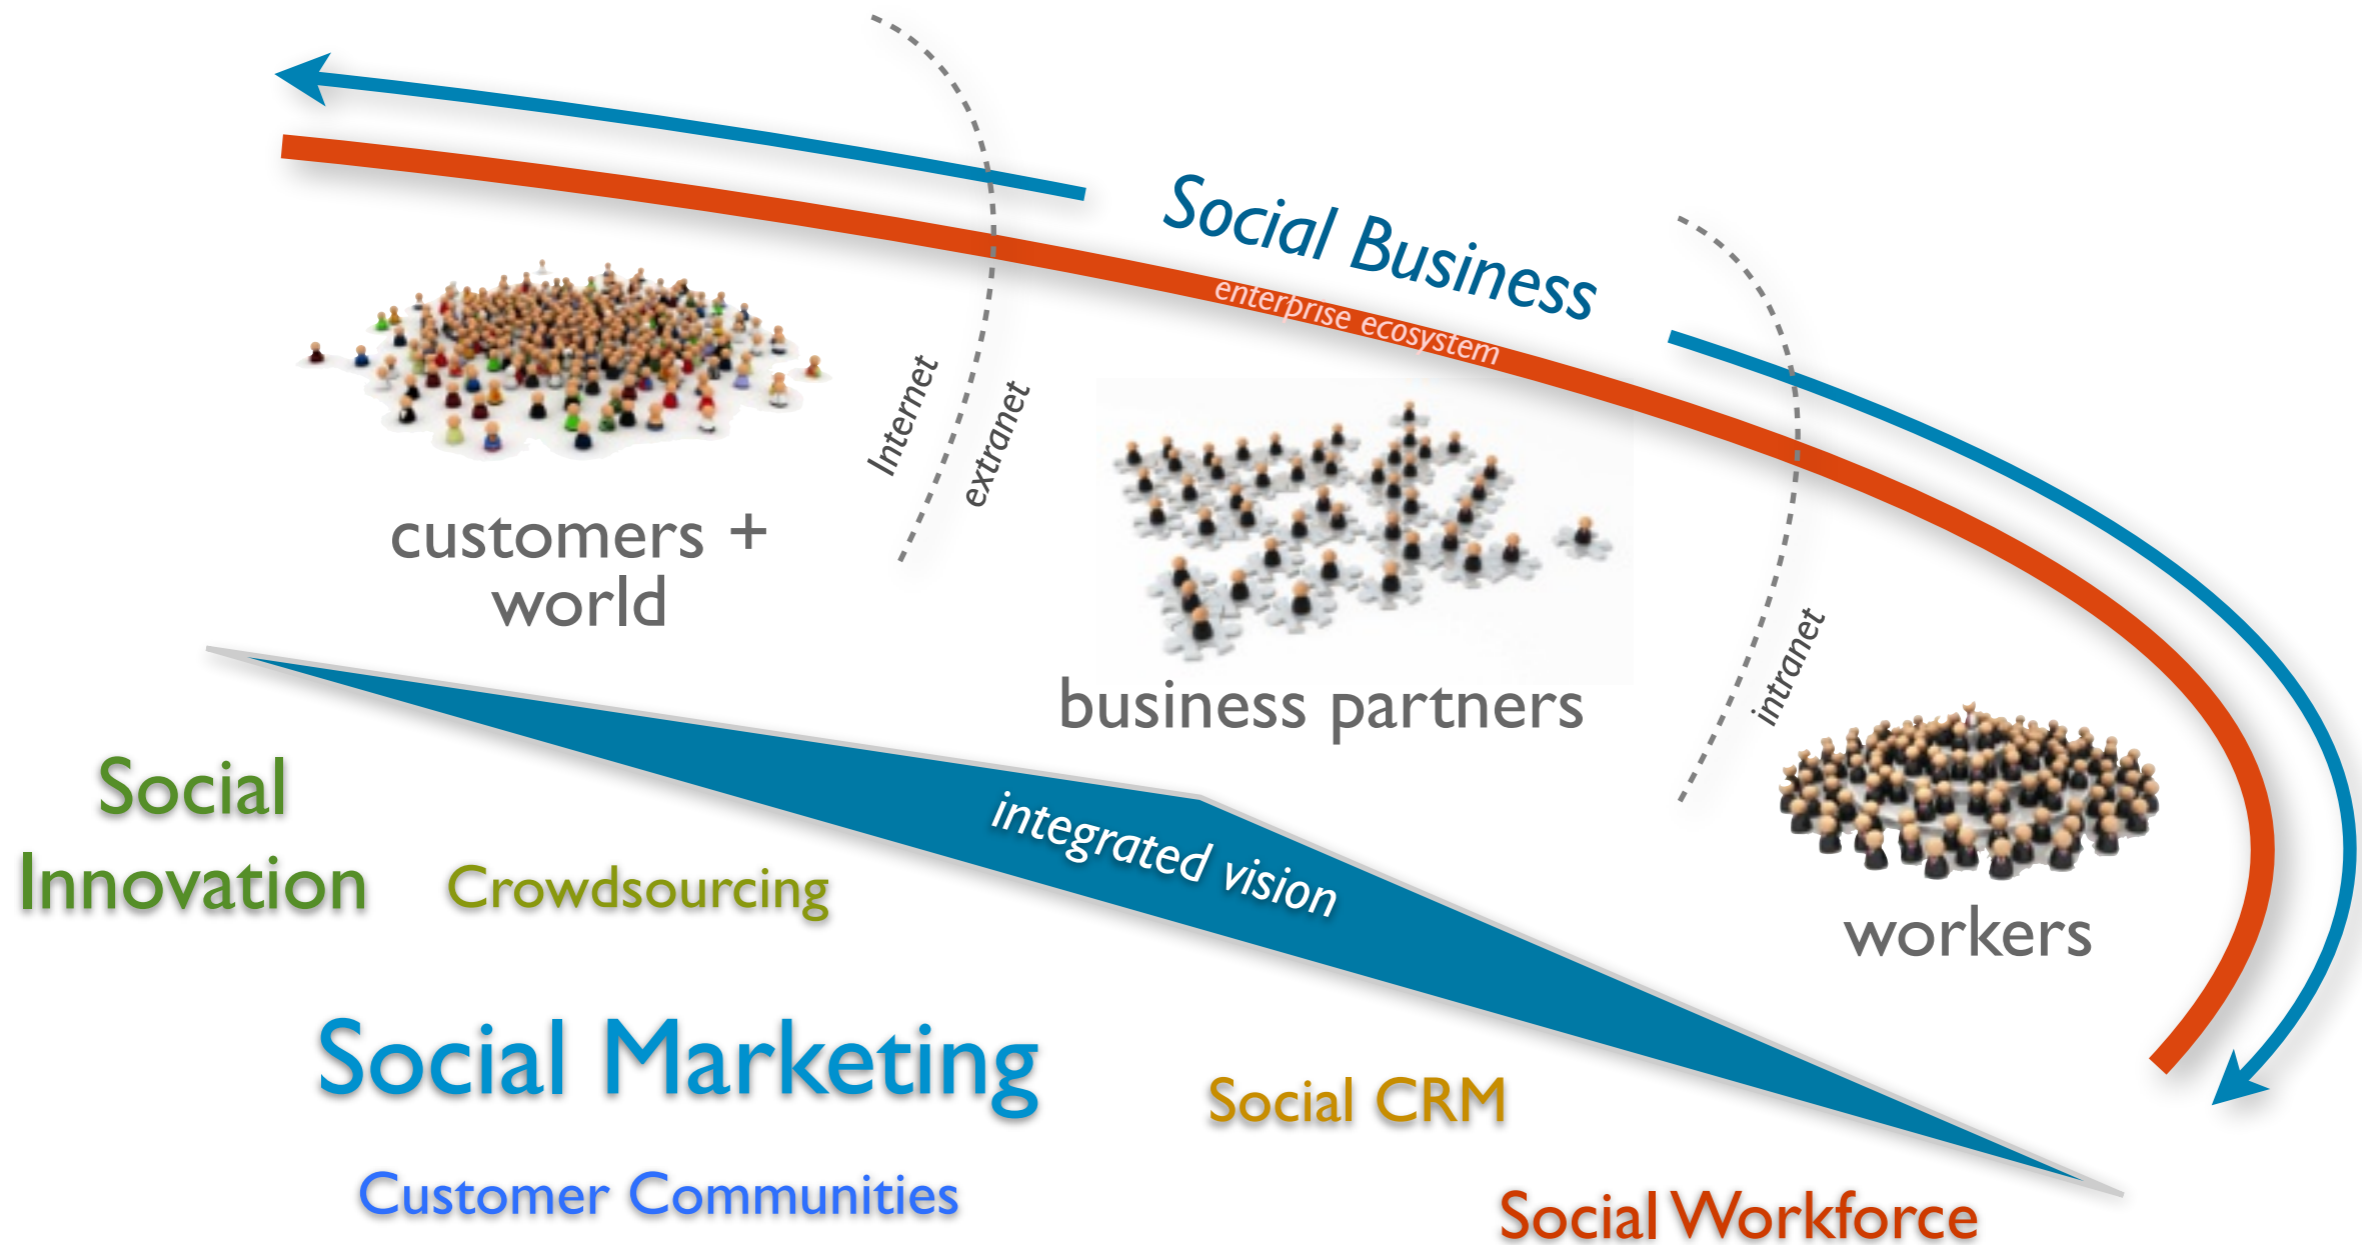 Social Business
enterprise ecosystem
Internet
extranet
intranet
customers +
world
business partners
workers
integrated vision
Social
Innovation
Crowdsourcing
Social Marketing
Social CRM
Customer Communities
Social Workforce